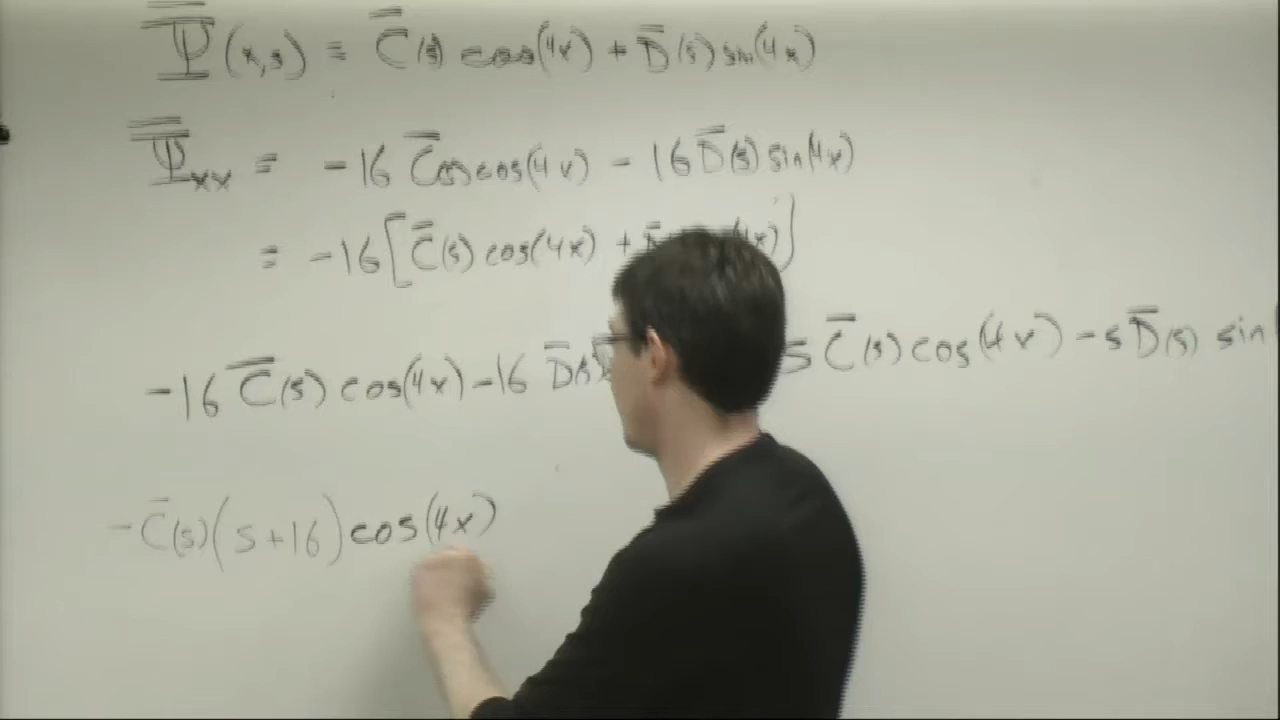 Ψ̿(x,s) = C̄(s) cos(4x) + D̄(s) sin(4x)
Ψ̿xx = -16 C̄(s) cos(4x) - 16 D̄(s) sin(4x)
= -16[C̄(s) cos(4x) + x)]
-16 C̄(s) cos(4x) - 16 D̄(s) s C̄(s) cos(4x) - s D̄(s) sin
-C̄(s)(s+16) cos(4x)